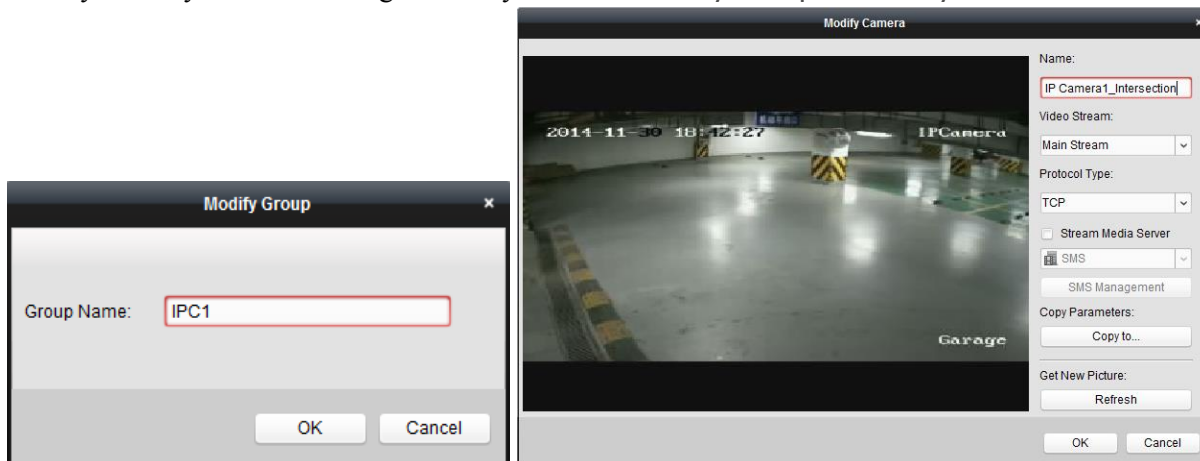 Modify Group
×
Group Name:
IPC1
OK
Cancel
Modify Camera
2014-11-30 18:42:27
IPCamera
Garage
Name:
IP Camera1_Intersection
Video Stream:
Main Stream
Protocol Type:
TCP
Stream Media Server
SMS
SMS Management
Copy Parameters:
Copy to...
Get New Picture:
Refresh
OK
Cancel